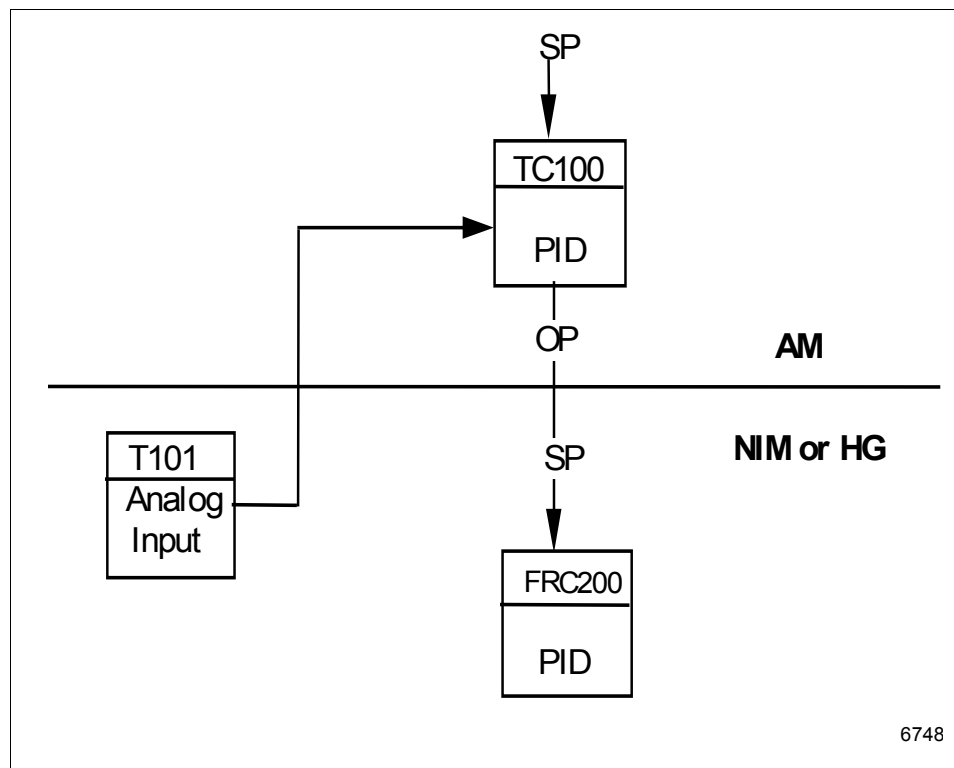 SP
TC100
PID
OP
AM
T101
Analog
Input
SP
NIM or HG
FRC200
PID
6748